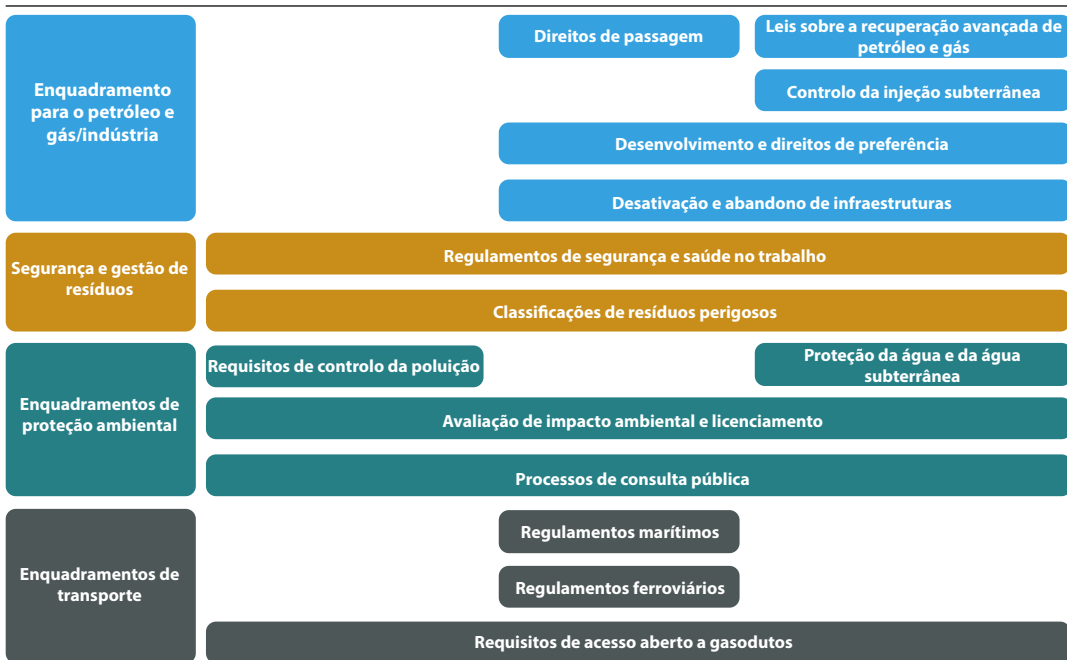 Enquadramento
para o petróleo e
gás/indústria
Direitos de passagem
Leis sobre a recuperação avançada de
petróleo e gás
Controlo da injeção subterrânea
Desenvolvimento e direitos de preferência
Desativação e abandono de infraestruturas
Segurança e gestão de
resíduos
Regulamentos de segurança e saúde no trabalho
Classificações de resíduos perigosos
Enquadramentos de
proteção ambiental
Requisitos de controlo da poluição
Proteção da água e da água
subterrânea
Avaliação de impacto ambiental e licenciamento
Processos de consulta pública
Enquadramentos de
transporte
Regulamentos marítimos
Regulamentos ferroviários
Requisitos de acesso aberto a gasodutos